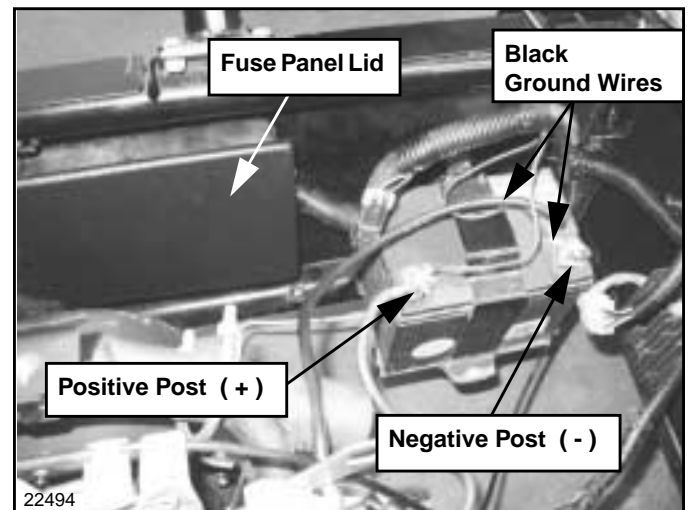 Fuse Panel Lid
Black
Ground Wires
Positive Post ( + )
Negative Post ( - )
22494